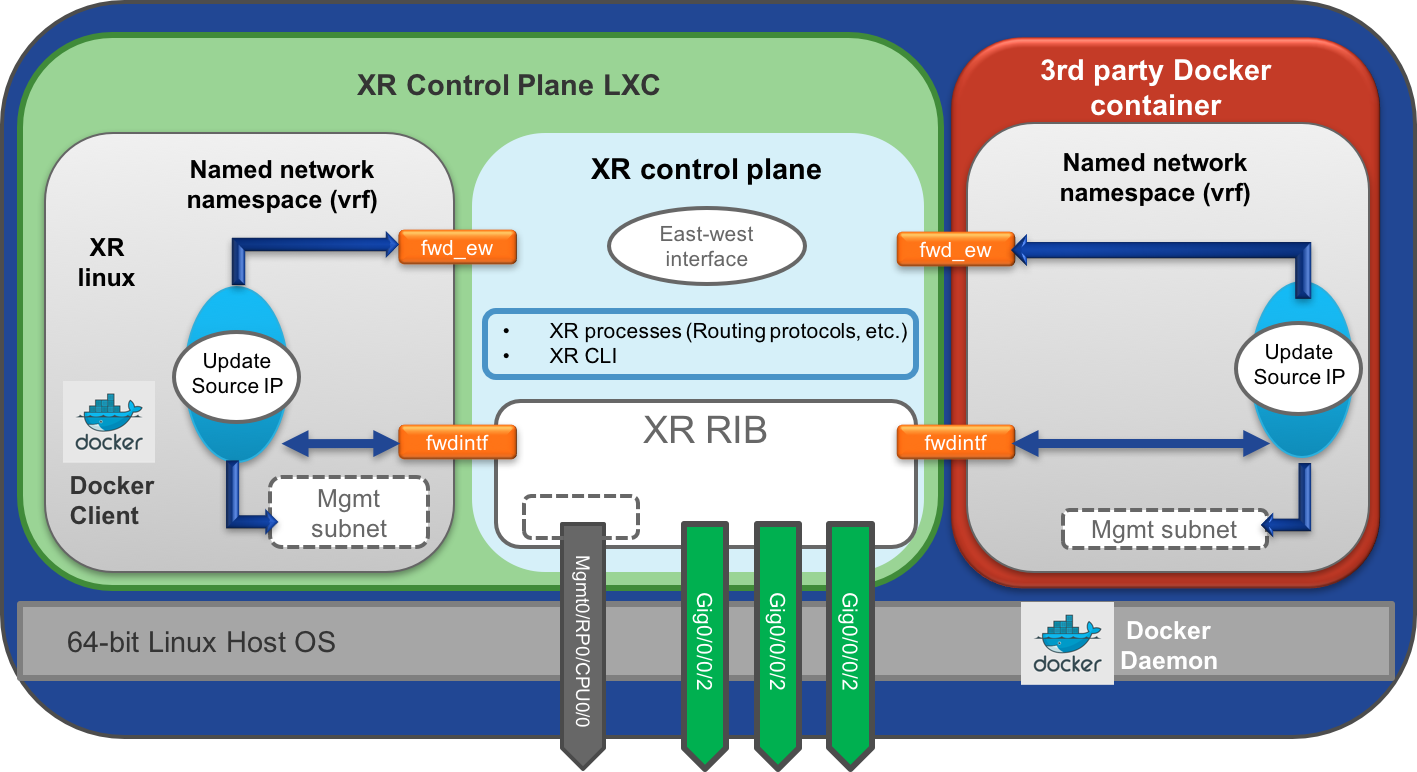 XR Control Plane LXC
3rd party Docker
container
Named network
namespace (vrf)
XR
linux
fwd_ew
Update
Source IP
docker
Docker
Client
fwdintf
Mgmt
subnet
XR control plane
East-west
interface
• XR processes (Routing protocols, etc.)
• XR CLI
XR RIB
Mgmt0/RP0/CPU0/0
Gig0/0/0/2
Gig0/0/0/2
Gig0/0/0/2
Named network
namespace (vrf)
fwd_ew
Update
Source IP
fwdintf
Mgmt subnet
64-bit Linux Host OS
docker
Docker
Daemon